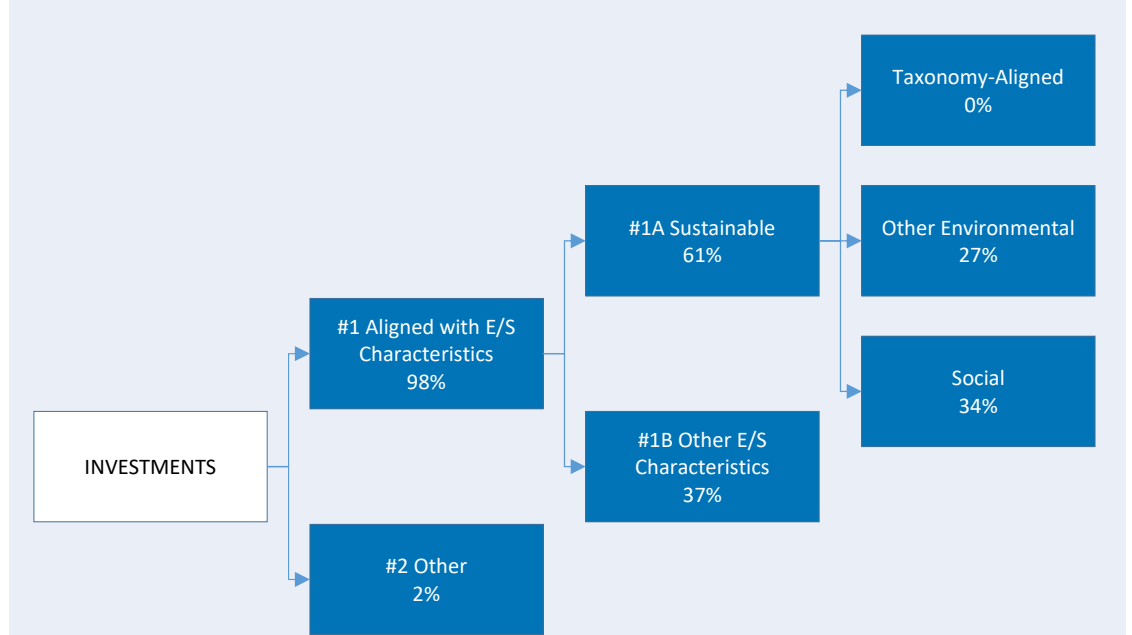 INVESTMENTS
#1 Aligned with E/S
Characteristics
98%
#2 Other
2%
#1A Sustainable
61%
#1B Other E/S
Characteristics
37%
Taxonomy-Aligned
0%
Other Environmental
27%
Social
34%